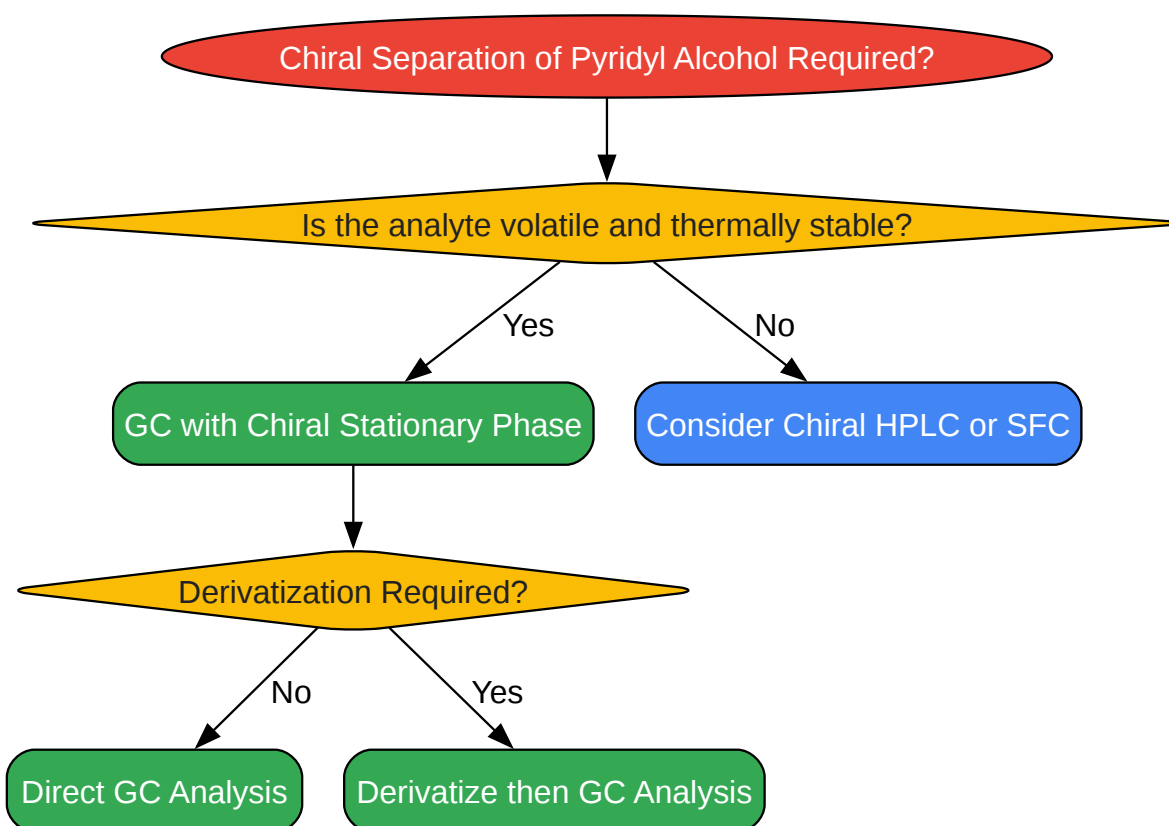 Chiral Separation of Pyridyl Alcohol Required?
Is the analyte volatile and thermally stable?
Yes
No
GC with Chiral Stationary Phase
Consider Chiral HPLC or SFC
Derivatization Required?
No
Yes
Direct GC Analysis
Derivatize then GC Analysis